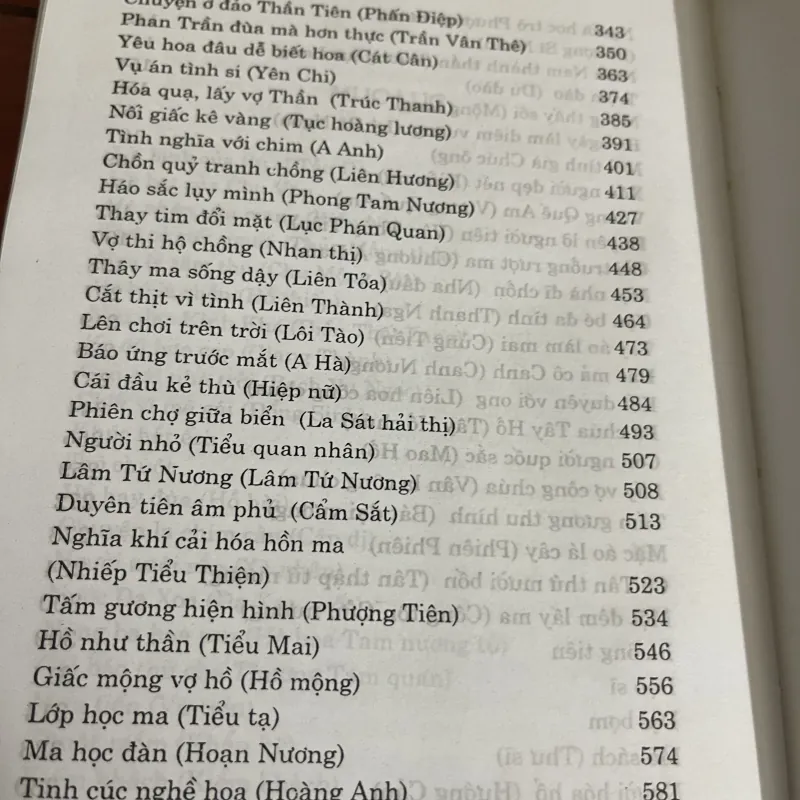 Chuyện ở đảo Thần Tiên (Phấn Điệp) 343
Phán Trần đùa mà hơn thực (Trần Vân Thê) 350
Yêu hoa đâu dễ biết hoa (Cát Cân) 363
Vụ án tình si (Yên Chi) 374
Hóa quạ, lấy vợ Thần (Trúc Thanh) 385
Nối giấc kê vàng (Tục hoàng lương) 391
Tình nghĩa với chim (A Anh) 401
Chồn quỷ tranh chồng (Liên Hương) 411
Háo sắc lụy mình (Phong Tam Nương) 427
Thay tim đổi mặt (Lục Phán Quan) 438
Vợ thi hộ chồng (Nhan thị) 448
Thây ma sống dậy (Liên Tỏa) 453
Cắt thịt vì tình (Liên Thành) 464
Lên chơi trên trời (Lôi Tào) 473
Báo ứng trước mắt (A Hà) 479
Cái đầu kẻ thù (Hiệp nữ) 484
Phiên chợ giữa biển (La Sát hải thị) 493
Người nhỏ (Tiểu quan nhân) 507
Lâm Tứ Nương (Lâm Tứ Nương) 508
Duyên tiên âm phủ (Cẩm Sắt) 513
Nghĩa khí cải hóa hồn ma
(Nhiếp Tiểu Thiện) 523
Tấm gương hiện hình (Phượng Tiên) 534
Hồ như thần (Tiểu Mai) 546
Giấc mộng vợ hồ (Hồ mộng) 556
Lớp học ma (Tiểu tạ) 563
Ma học đàn (Hoạn Nương) 574
Tinh cúc nghề hoa (Hoàng Anh) 581